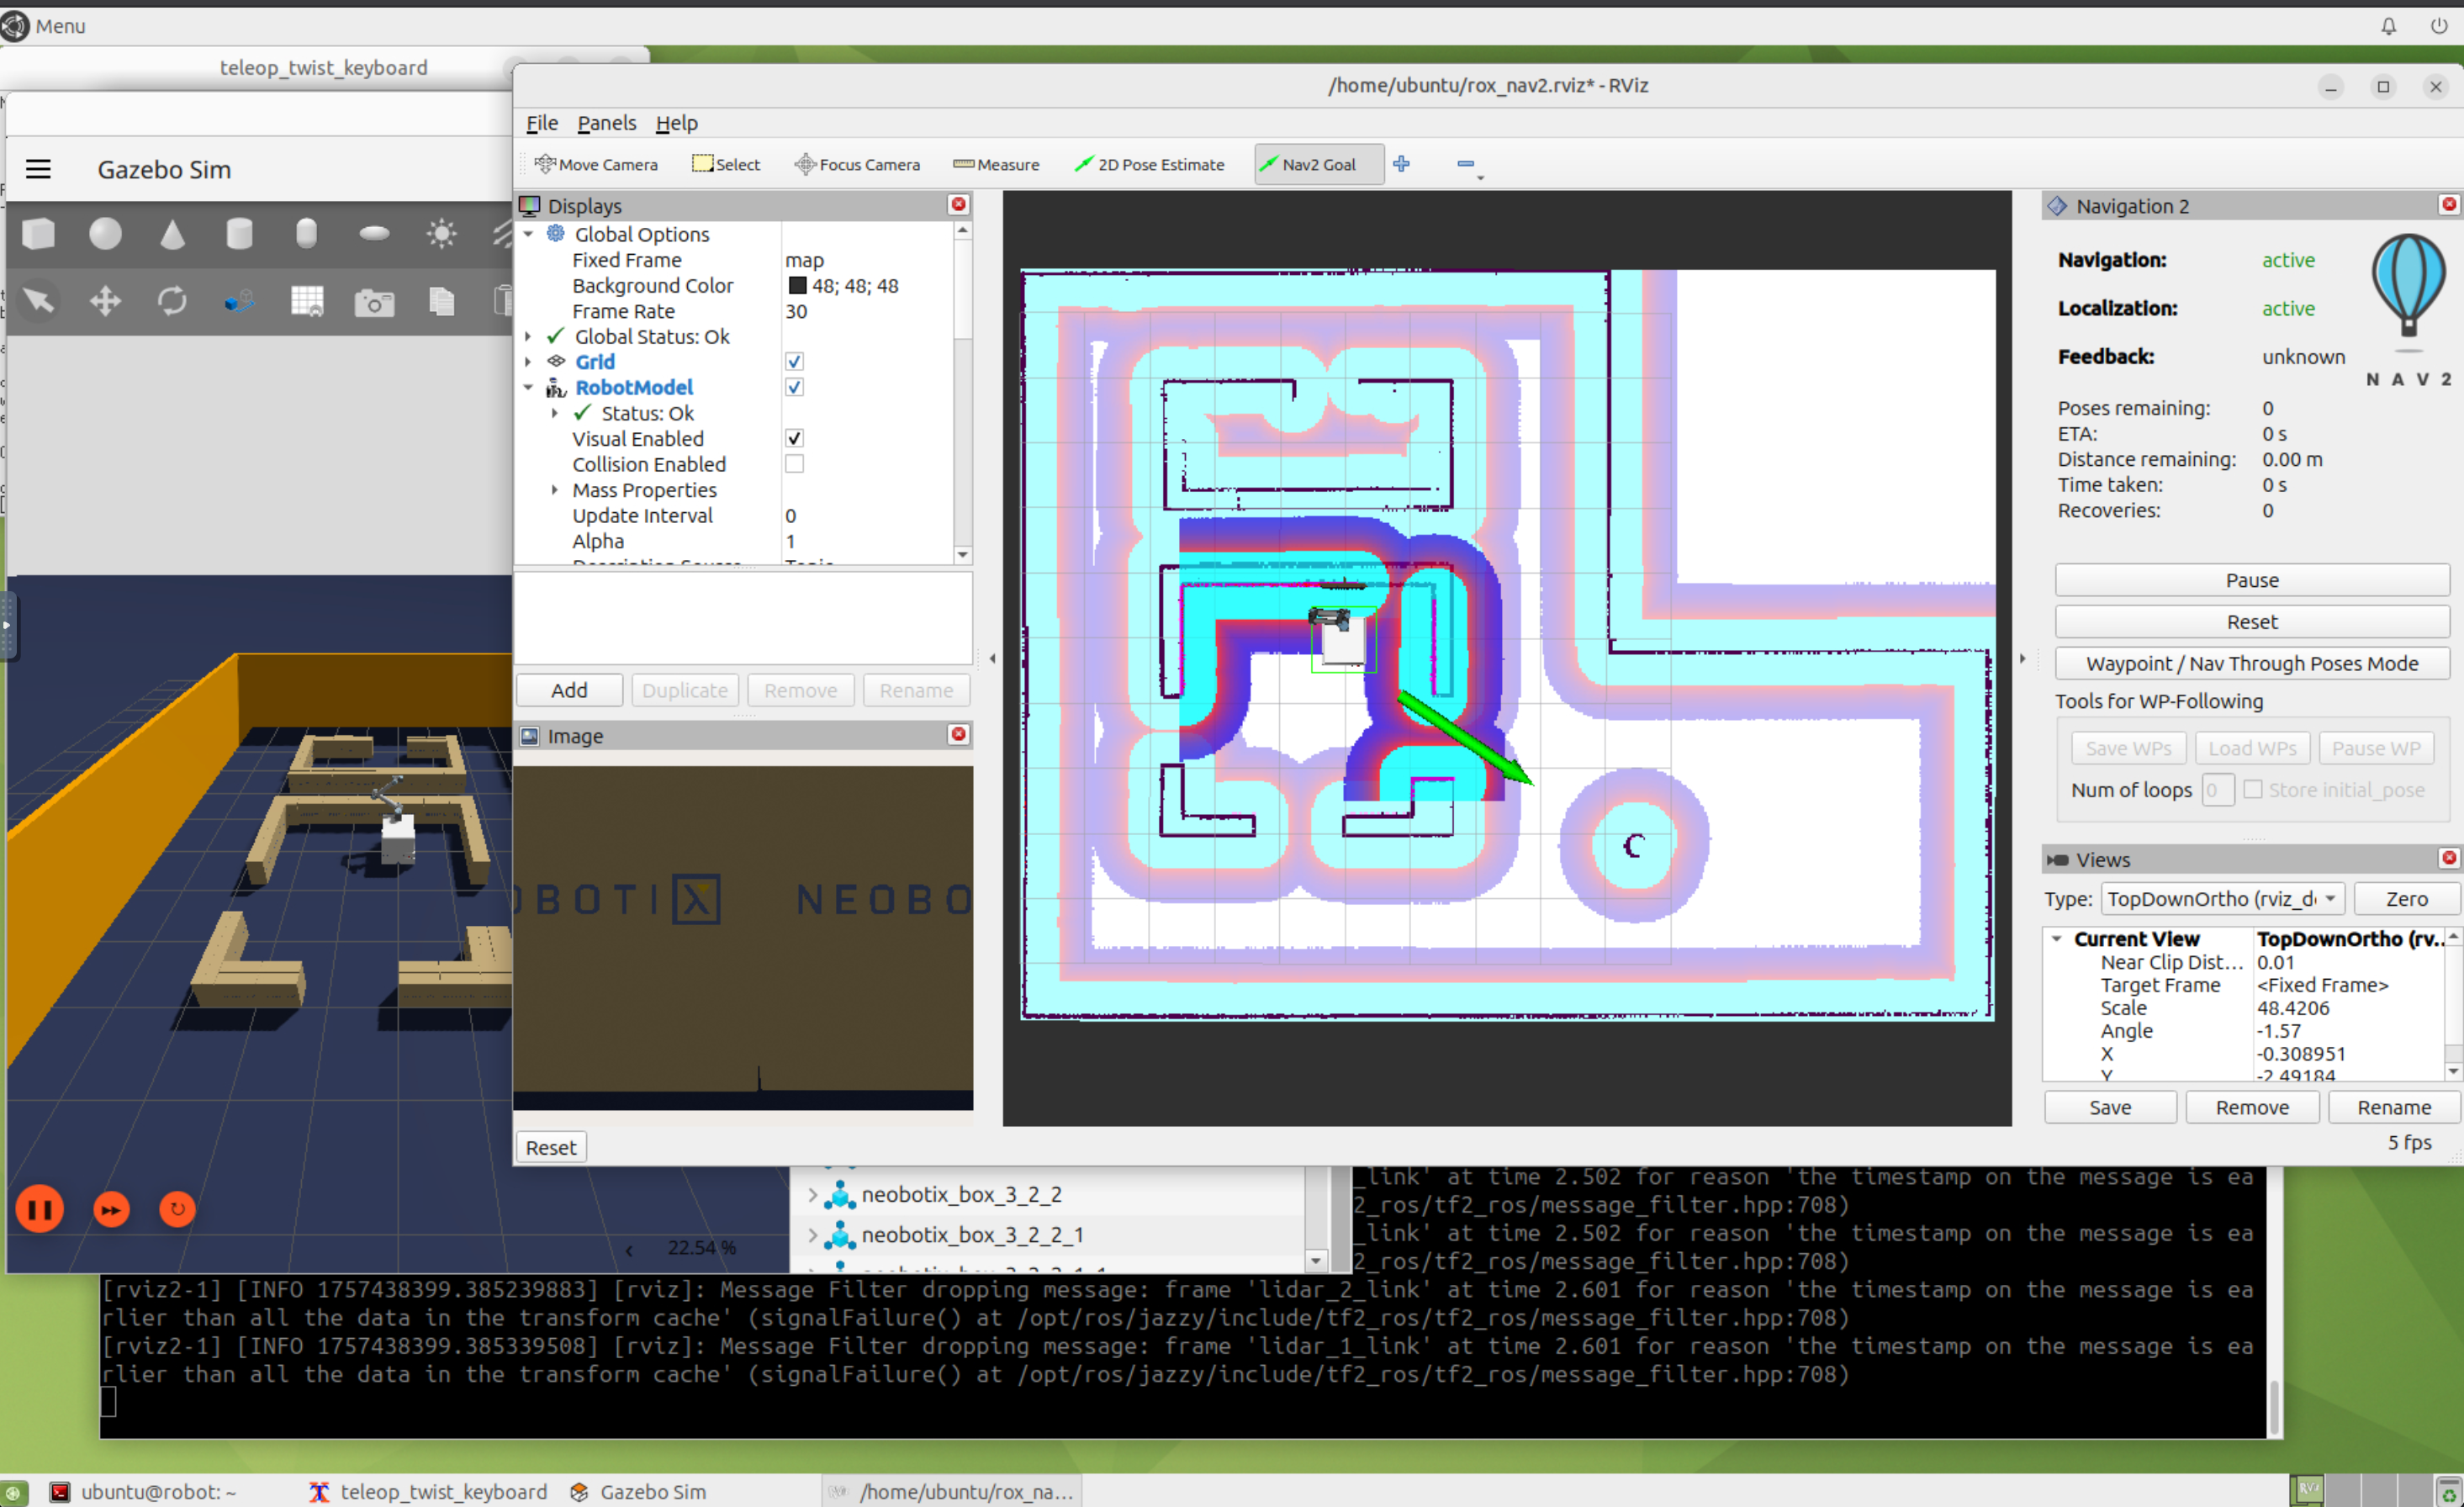 Menu
teleop_twist_keyboard
/home/ubuntu/rox_nav2.rviz* - RViz
File Panels Help
Gazebo Sim
Move Camera Select Focus Camera Measure 2D Pose Estimate Nav2 Goal
Displays
Global Options
Fixed Frame map
Background Color 48; 48; 48
Frame Rate 30
Global Status: Ok
Grid
RobotModel
Status: Ok
Visual Enabled
Collision Enabled
Mass Properties
Update Interval 0
Alpha 1
Add Duplicate Remove Rename
Image
OBOTIX NEOBO
Reset
Navigation 2
Navigation: active
Localization: active
Feedback: unknown
NAV2
Poses remaining: 0
ETA: 0 s
Distance remaining: 0.00 m
Time taken: 0 s
Recoveries: 0
Pause
Reset
Waypoint / Nav Through Poses Mode
Tools for WP-Following
Save WPs Load WPs Pause WP
Num of loops 0 Store initial_pose
Views
Type: TopDownOrtho (rviz_d Zero
Current View TopDownOrtho (rv..
Near Clip Dist... 0.01
Target Frame <Fixed Frame>
Scale 48.4206
Angle -1.57
X -0.308951
Y -2.49184
Save Remove Rename
5 fps
22.54 %
neobotix_box_3_2_2
neobotix_box_3_2_2_1
_link' at time 2.502 for reason 'the timestamp on the message is ea
2_ros/tf2_ros/message_filter.hpp:708)
_link' at time 2.502 for reason 'the timestamp on the message is ea
2_ros/tf2_ros/message_filter.hpp:708)
[rviz2-1] [INFO 1757438399.385239883] [rviz]: Message Filter dropping message: frame 'lidar_2_link' at time 2.601 for reason 'the timestamp on the message is ea
rlier than all the data in the transform cache' (signalFailure() at /opt/ros/jazzy/include/tf2_ros/tf2_ros/message_filter.hpp:708)
[rviz2-1] [INFO 1757438399.385339508] [rviz]: Message Filter dropping message: frame 'lidar_1_link' at time 2.601 for reason 'the timestamp on the message is ea
rlier than all the data in the transform cache' (signalFailure() at /opt/ros/jazzy/include/tf2_ros/tf2_ros/message_filter.hpp:708)
ubuntu@robot: ~ teleop_twist_keyboard Gazebo Sim /home/ubuntu/rox_na...